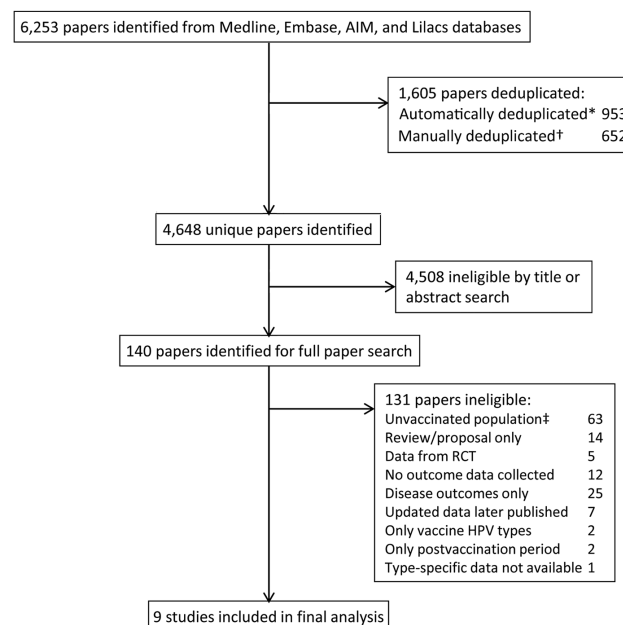 6,253 papers identified from Medline, Embase, AIM, and Lilacs databases
1,605 papers deduplicated:
Automatically deduplicated* 953
Manually deduplicated† 652
4,648 unique papers identified
4,508 ineligible by title or
abstract search
140 papers identified for full paper search
131 papers ineligible:
Unvaccinated population‡ 63
Review/proposal only 14
Data from RCT 5
No outcome data collected 12
Disease outcomes only 25
Updated data later published 7
Only vaccine HPV types 2
Only postvaccination period 2
Type-specific data not available 1
9 studies included in final analysis